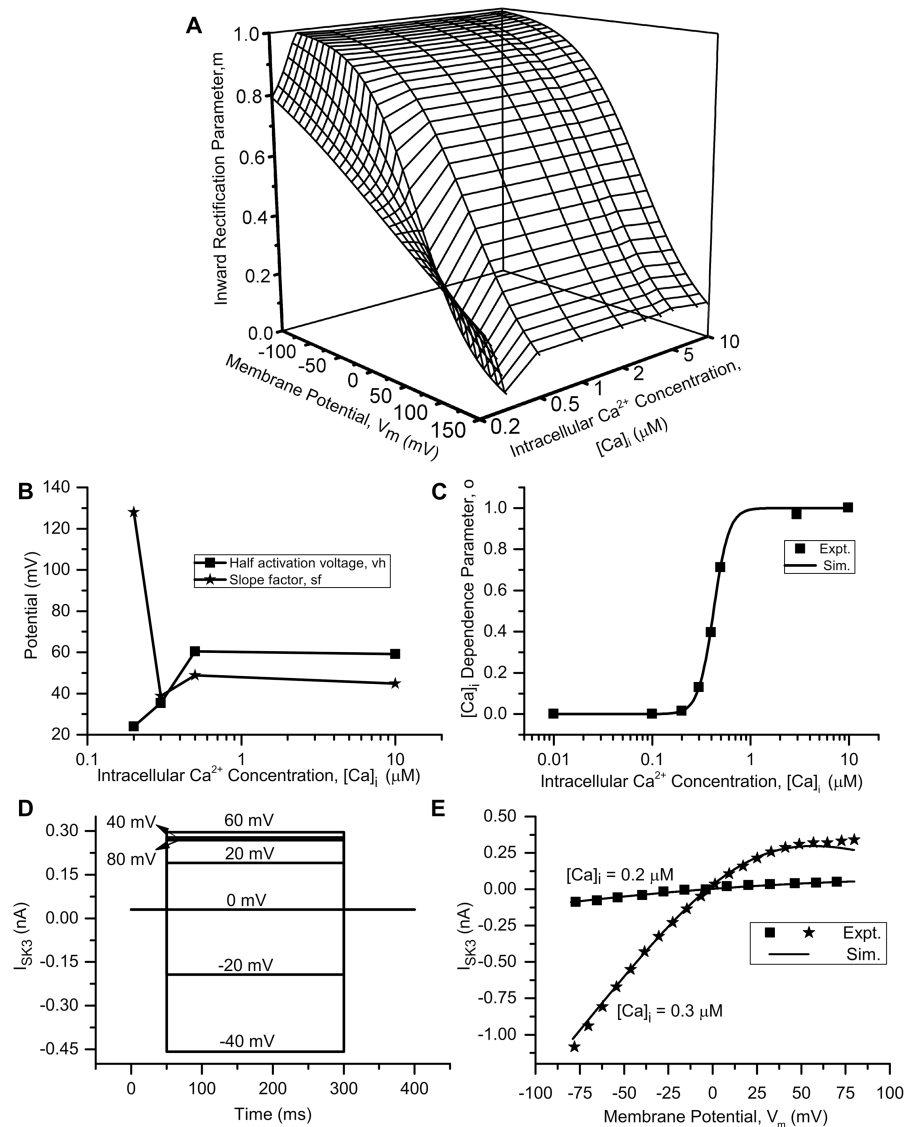 A
Inward Rectification Parameter,m
1.0
0.8
0.6
0.4
0.2
0.0
-100
-50
0
50
100
150
Membrane Potential, Vm (mV)
0.2
0.5
1
2
5
10
Intracellular Ca2+ Concentration,
[Ca]i (μM)
B
Potential (mV)
140
120
100
80
60
40
20
Half activation voltage, vh
Slope factor, sf
0.1
1
10
Intracellular Ca2+ Concentration, [Ca]i (μM)
C
[Ca]i Dependence Parameter, o
1.0
0.8
0.6
0.4
0.2
0.0
Expt.
Sim.
0.01
0.1
1
10
Intracellular Ca2+ Concentration, [Ca]i (μM)
D
ISK3 (nA)
0.30
0.15
0.00
-0.15
-0.30
-0.45
40 mV
60 mV
80 mV
20 mV
0 mV
-20 mV
-40 mV
0
100
200
300
400
Time (ms)
E
ISK3 (nA)
0.50
0.25
0.00
-0.25
-0.50
-0.75
-1.00
[Ca]i = 0.2 μM
Expt.
Sim.
[Ca]i = 0.3 μM
-100
-75
-50
-25
0
25
50
75
100
Membrane Potential, Vm (mV)